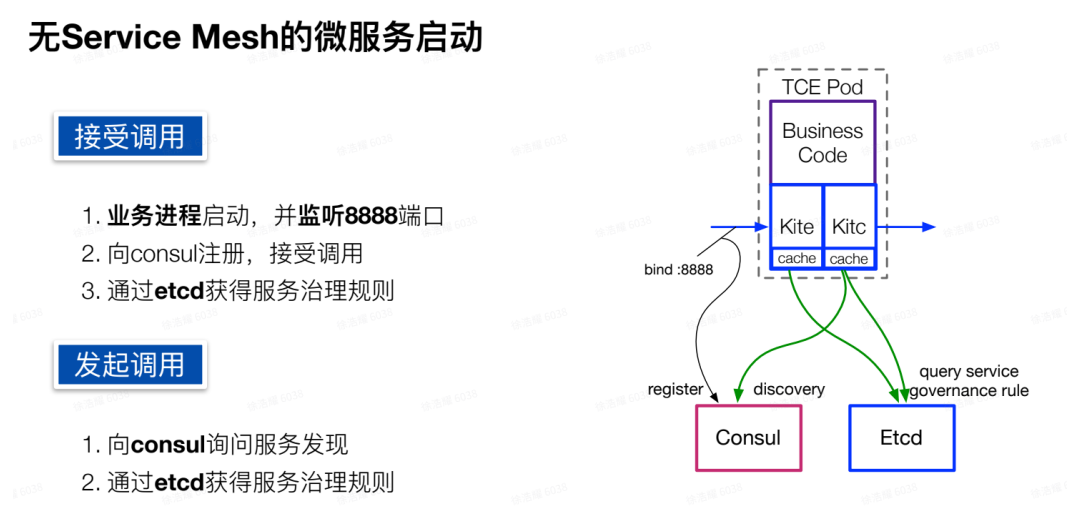 无Service Mesh的微服务启动
接受调用
1. 业务进程启动，并监听8888端口
2. 向consul注册，接受调用
3. 通过etcd获得服务治理规则
发起调用
1. 向consul询问服务发现
2. 通过etcd获得服务治理规则
TCE Pod
Business
Code
Kite
Kitc
cache
cache
bind :8888
register
discovery
query service
governance rule
Consul
Etcd